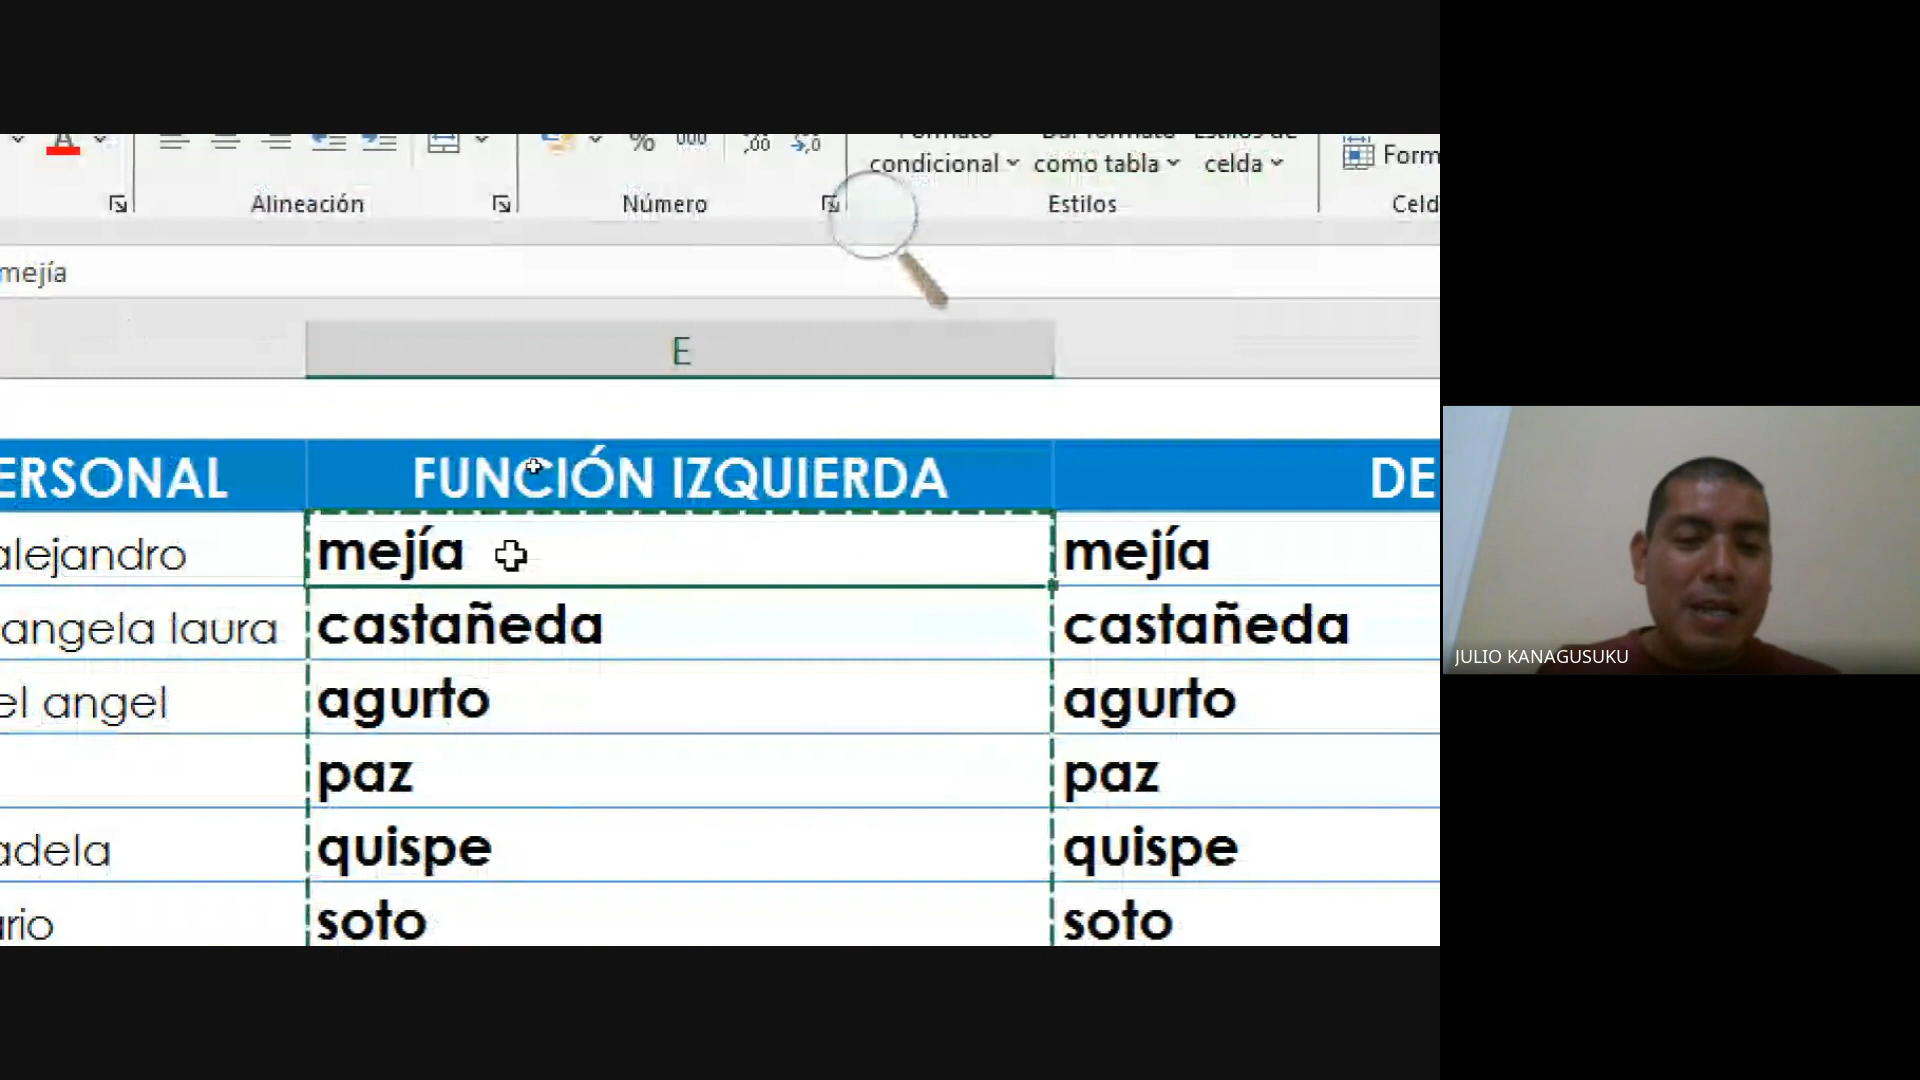 condicional como tabla celda Form
Alineación Número Estilos Celd
mejía
E
ERSONAL FUNCIÓN IZQUIERDA DE
alejandro mejía mejía
angela laura castañeda castañeda
el angel agurto agurto
paz paz
adela quispe quispe
ario soto soto
JULIO KANAGUSUKU